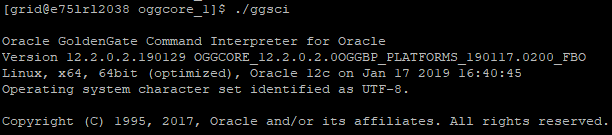 [grid@e75lrl2038 oggcore_1]$ ./ggsci
Oracle GoldenGate Command Interpreter for Oracle
Version 12.2.0.2.190129 OGGCORE_12.2.0.2.0OGGBP_PLATFORMS_190117.0200_FBO
Linux, x64, 64bit (optimized), Oracle 12c on Jan 17 2019 16:40:45
Operating system character set identified as UTF-8.
Copyright (C) 1995, 2017, Oracle and/or its affiliates. All rights reserved.